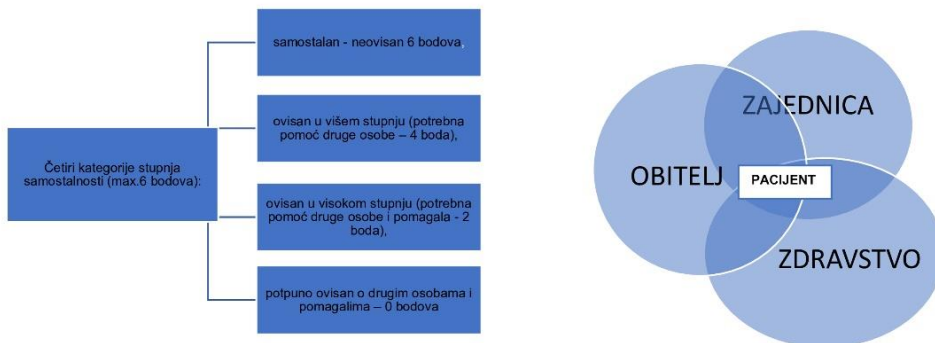 Četiri kategorije stupnja
samostalnosti (max.6 bodova):
samostalan - neovisan 6 bodova,
ovisan u višem stupnju (potrebna
pomoć druge osobe – 4 boda),
ovisan u visokom stupnju (potrebna
pomoć druge osobe i pomagala - 2
boda),
potpuno ovisan o drugim osobama i
pomagalima – 0 bodova
ZAJEDNICA
OBITELJ
PACIJENT
ZDRAVSTVO